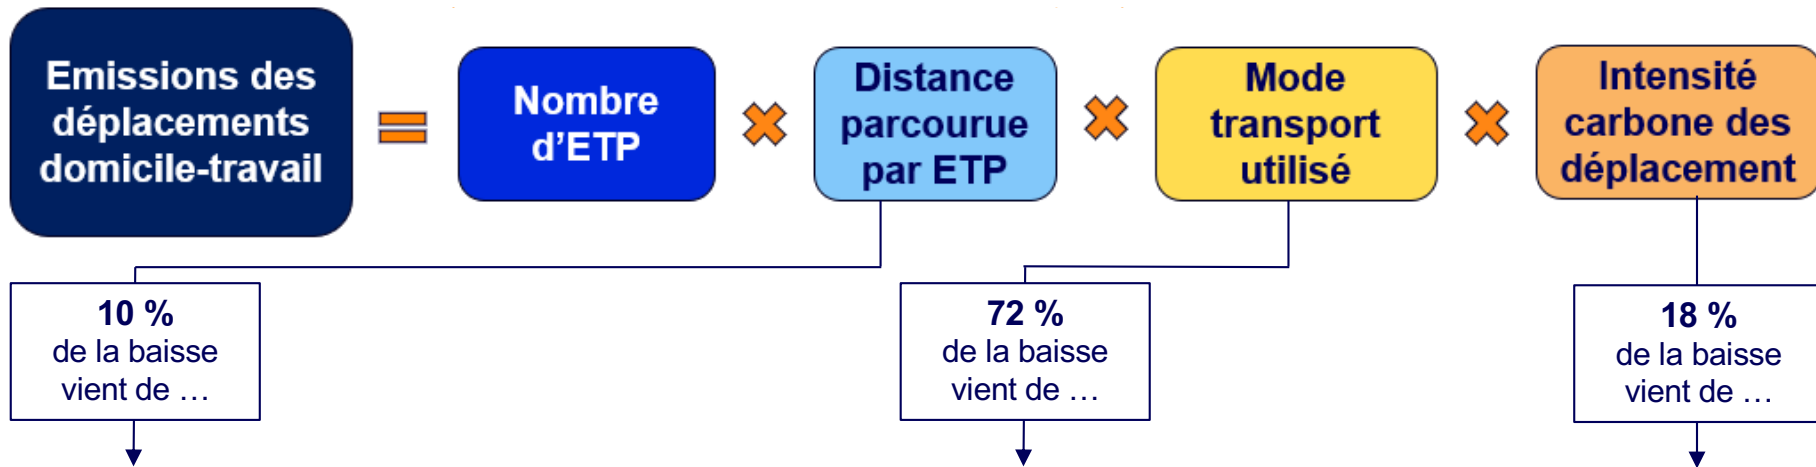 Emissions des
déplacements
domicile-travail
Nombre
d'ETP
Distance
parcourue
par ETP
Mode
transport
utilisé
Intensité
carbone des
déplacement
10 %
de la baisse
vient de …
72 %
de la baisse
vient de …
18 %
de la baisse
vient de …